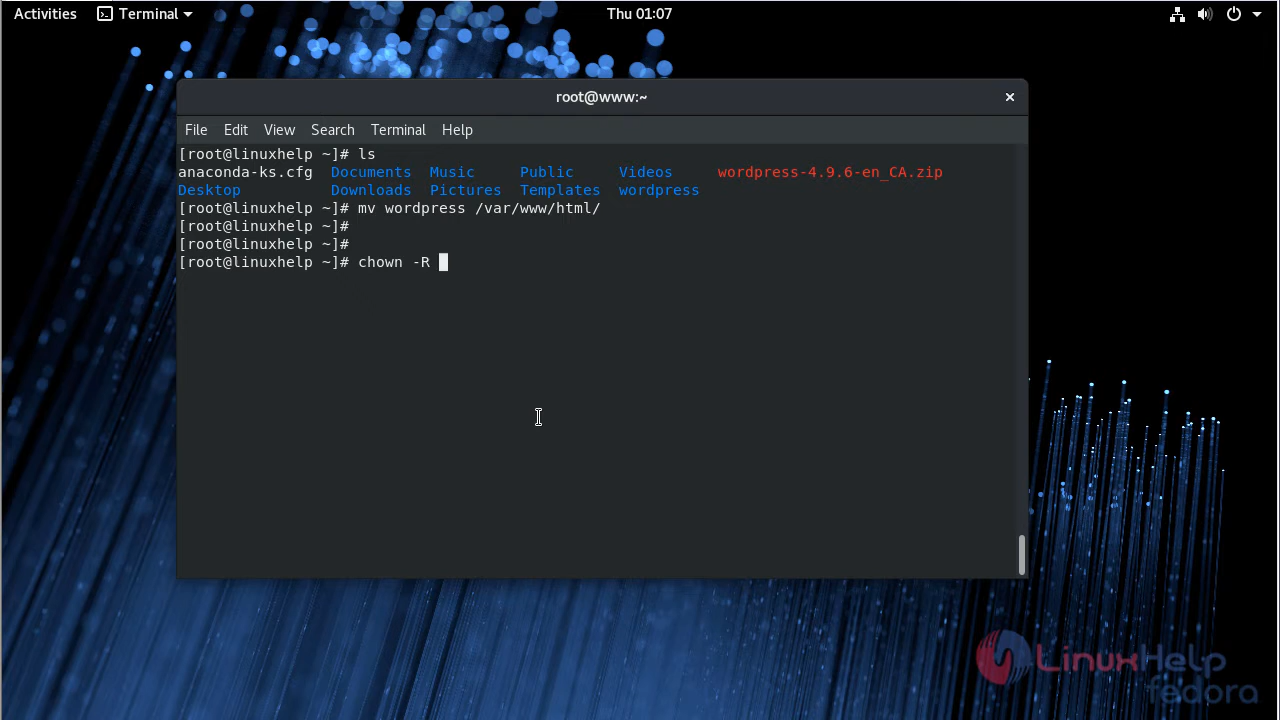 Activities Terminal Thu 01:07
root@www:~
File Edit View Search Terminal Help
[root@linuxhelp ~]# ls
anaconda-ks.cfg Documents Music Public Videos wordpress-4.9.6-en_CA.zip
Desktop Downloads Pictures Templates wordpress
[root@linuxhelp ~]# mv wordpress /var/www/html/
[root@linuxhelp ~]#
[root@linuxhelp ~]#
[root@linuxhelp ~]# chown -R
LinuxHelp
fedora